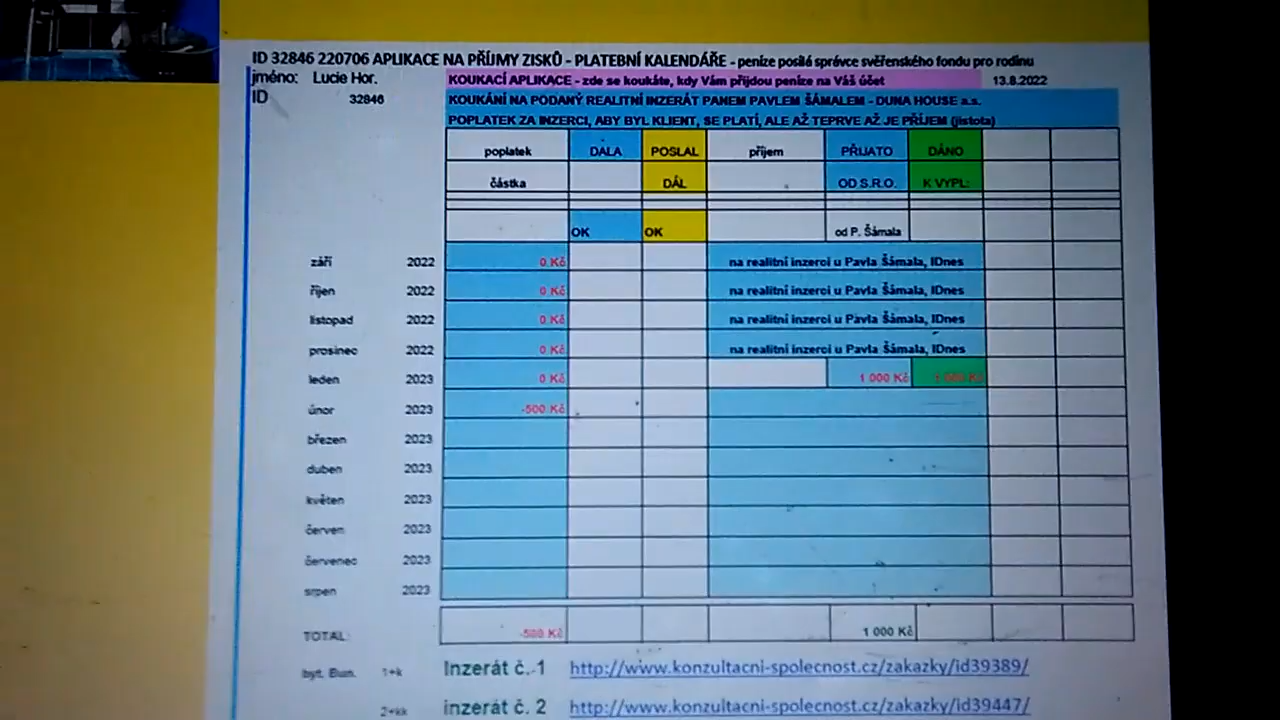 ID 32846 220706 APLIKACE NA PŘÍJMY ZISKŮ - PLATEBNÍ KALENDÁŘE - peníze posílá správce svěřenského fondu pro rodinu
jméno: Lucie Hor. KOUKACÍ APLIKACE - zde se koukáte, kdy Vám přijdou peníze na Váš účet 13.8.2022
ID 32846 KOUKÁNÍ NA PODANÝ REALITNÍ INZERÁT PANEM PAVLEM ŠÁMALEM - DUNA HOUSE a.s.
POPLATEK ZA INZERCI, ABY BYL KLIENT, SE PLATÍ, ALE AŽ TEPRVE AŽ JE PŘÍJEM (jistota)
poplatek DALA POSLAL příjem PŘIJATO DÁNO
částka DÁL OD S.R.O. K VYPL:
OK OK od P. Šámala
září 2022 0 Kč na realitní inzerci u Pavla Šámala, IDnes
říjen 2022 0 Kč na realitní inzerci u Pavla Šámala, IDnes
listopad 2022 0 Kč na realitní inzerci u Pavla Šámala, IDnes
prosinec 2022 0 Kč na realitní inzerci u Pavla Šámala, IDnes
leden 2023 0 Kč 1 000 Kč 1 000 Kč
únor 2023 -500 Kč
březen 2023
duben 2023
květen 2023
červen 2023
červenec 2023
srpen 2023
TOTAL: -500 Kč 1 000 Kč
byt. Bun. 1+k Inzerát č. 1 http://www.konzultacni-spolecnost.cz/zakazky/id39389/
2+kk inzerát č. 2 http://www.konzultacni-spolecnost.cz/zakazky/id39447/